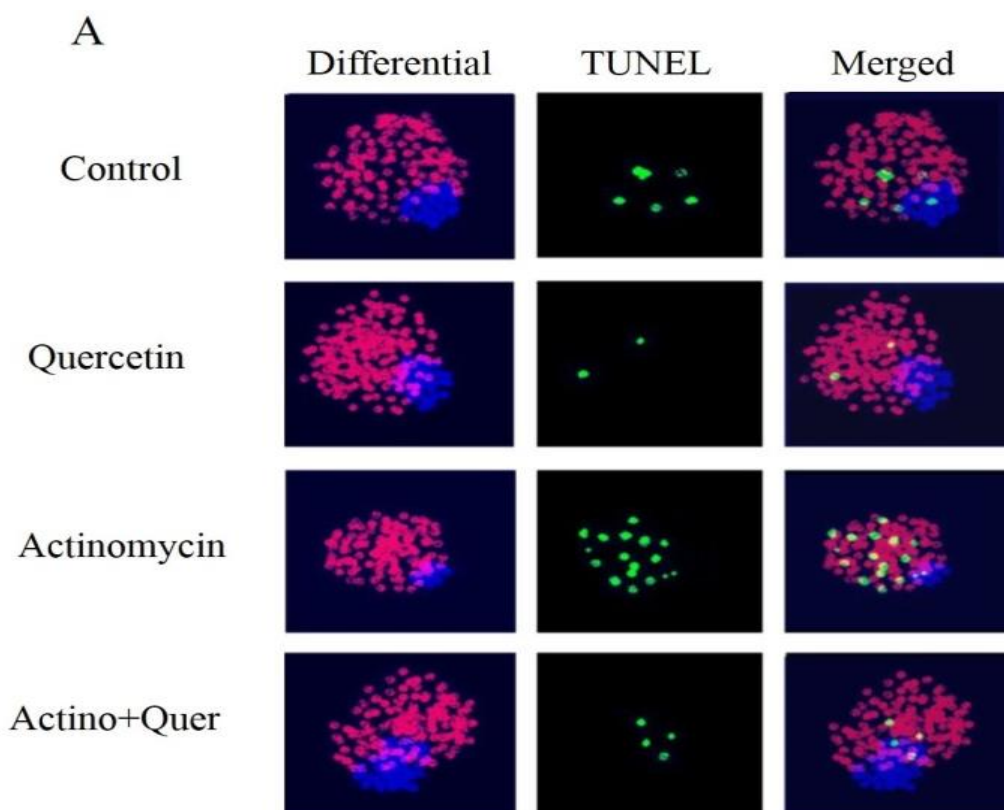 A
Differential TUNEL Merged
Control
Quercetin
Actinomycin
Actino+Quer